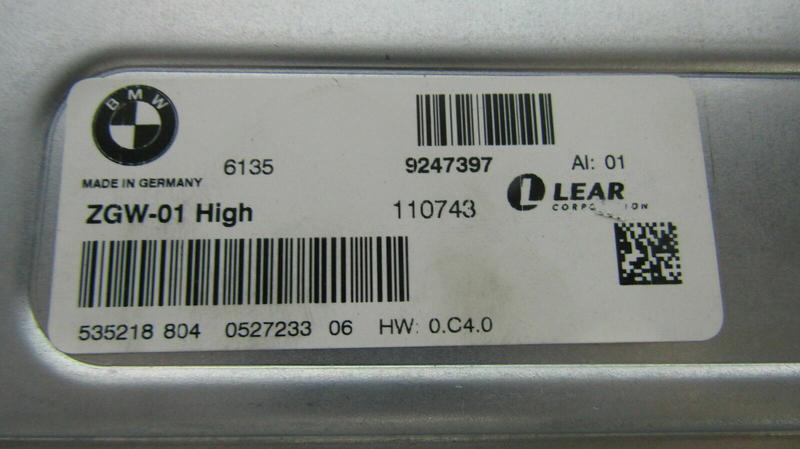 BMW
6135 9247397 AI: 01
MADE IN GERMANY
LEAR
ZGW-01 High 110743
535218 804 0527233 06 HW: 0.C4.0